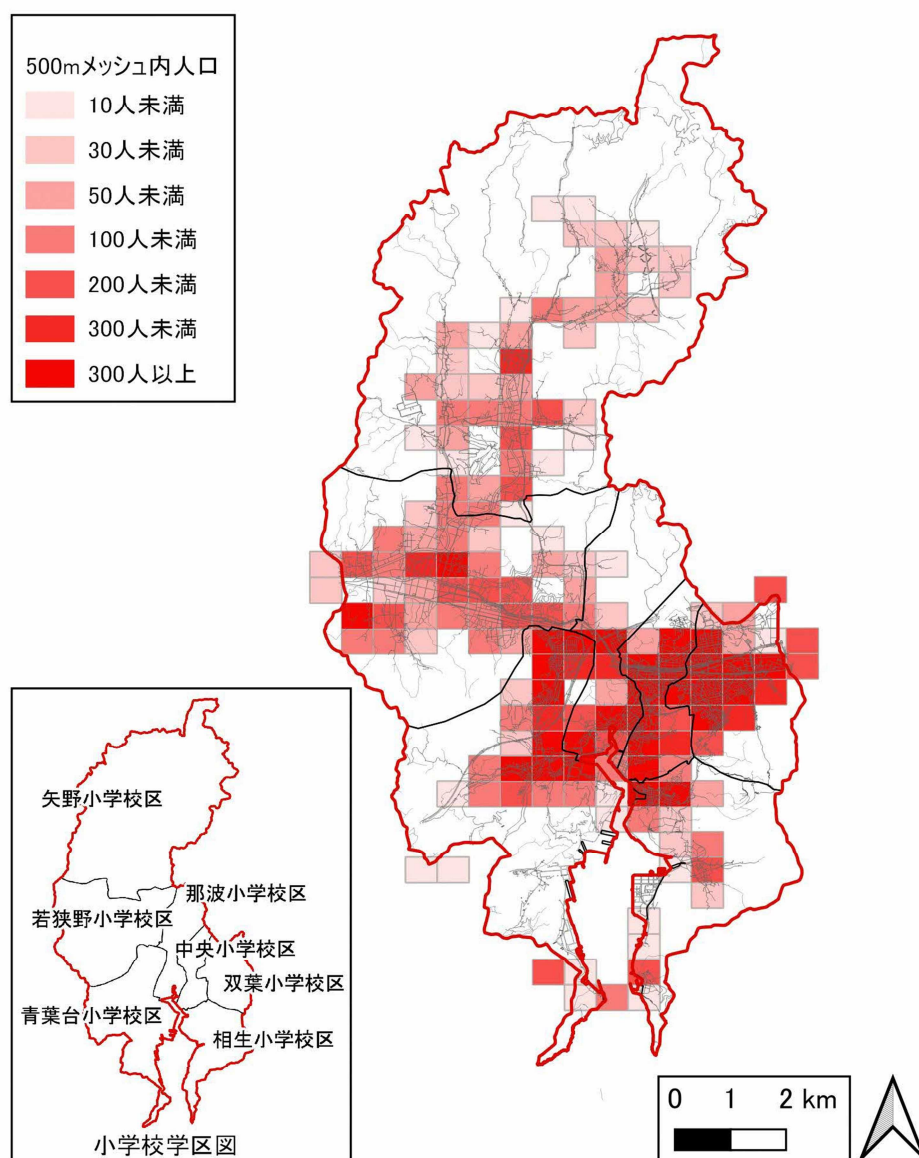 500mメッシュ内人口
10人未満
30人未満
50人未満
100人未満
200人未満
300人未満
300人以上
矢野小学校区
那波小学校区
若狭野小学校区
中央小学校区
双葉小学校区
青葉台小学校区
相生小学校区
小学校学区図
0 1 2 km